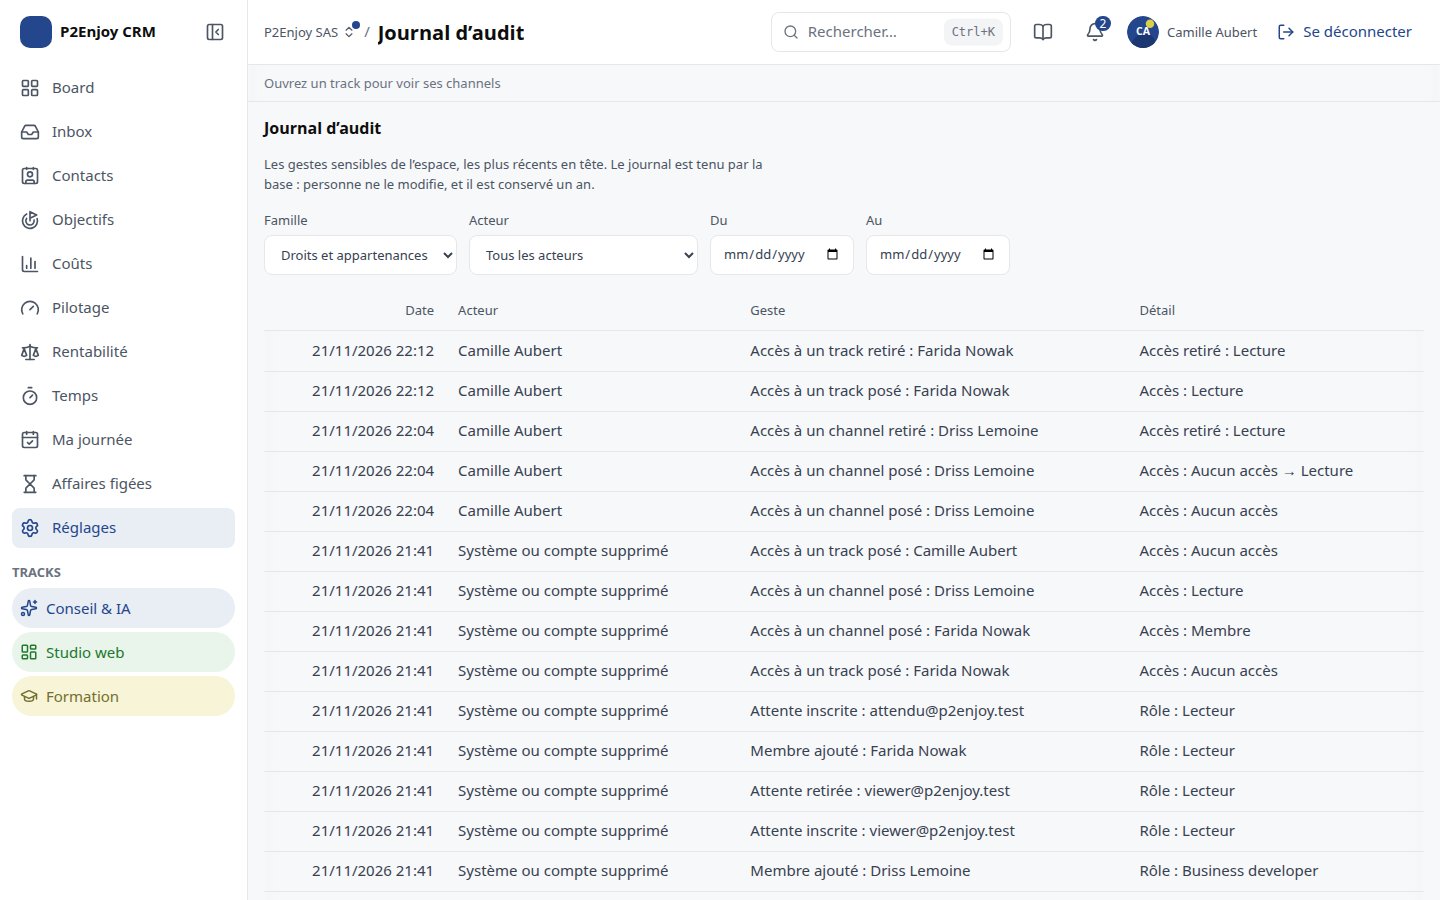 P2Enjoy CRM
P2Enjoy SAS / Journal d’audit
Rechercher... Ctrl+K
2
CA Camille Aubert
Se déconnecter
Board
Inbox
Contacts
Objectifs
Coûts
Pilotage
Rentabilité
Temps
Ma journée
Affaires figées
Réglages
TRACKS
Conseil & IA
Studio web
Formation
Ouvrez un track pour voir ses channels
Journal d’audit
Les gestes sensibles de l’espace, les plus récents en tête. Le journal est tenu par la
base : personne ne le modifie, et il est conservé un an.
Famille Acteur Du Au
Droits et appartenances Tous les acteurs mm/dd/yyyy mm/dd/yyyy
Date Acteur Geste Détail
21/11/2026 22:12 Camille Aubert Accès à un track retiré : Farida Nowak Accès retiré : Lecture
21/11/2026 22:12 Camille Aubert Accès à un track posé : Farida Nowak Accès : Lecture
21/11/2026 22:04 Camille Aubert Accès à un channel retiré : Driss Lemoine Accès retiré : Lecture
21/11/2026 22:04 Camille Aubert Accès à un channel posé : Driss Lemoine Accès : Aucun accès → Lecture
21/11/2026 22:04 Camille Aubert Accès à un channel posé : Driss Lemoine Accès : Aucun accès
21/11/2026 21:41 Système ou compte supprimé Accès à un track posé : Camille Aubert Accès : Aucun accès
21/11/2026 21:41 Système ou compte supprimé Accès à un channel posé : Driss Lemoine Accès : Lecture
21/11/2026 21:41 Système ou compte supprimé Accès à un channel posé : Farida Nowak Accès : Membre
21/11/2026 21:41 Système ou compte supprimé Accès à un track posé : Farida Nowak Accès : Aucun accès
21/11/2026 21:41 Système ou compte supprimé Attente inscrite : attendu@p2enjoy.test Rôle : Lecteur
21/11/2026 21:41 Système ou compte supprimé Membre ajouté : Farida Nowak Rôle : Lecteur
21/11/2026 21:41 Système ou compte supprimé Attente retirée : viewer@p2enjoy.test Rôle : Lecteur
21/11/2026 21:41 Système ou compte supprimé Attente inscrite : viewer@p2enjoy.test Rôle : Lecteur
21/11/2026 21:41 Système ou compte supprimé Membre ajouté : Driss Lemoine Rôle : Business developer